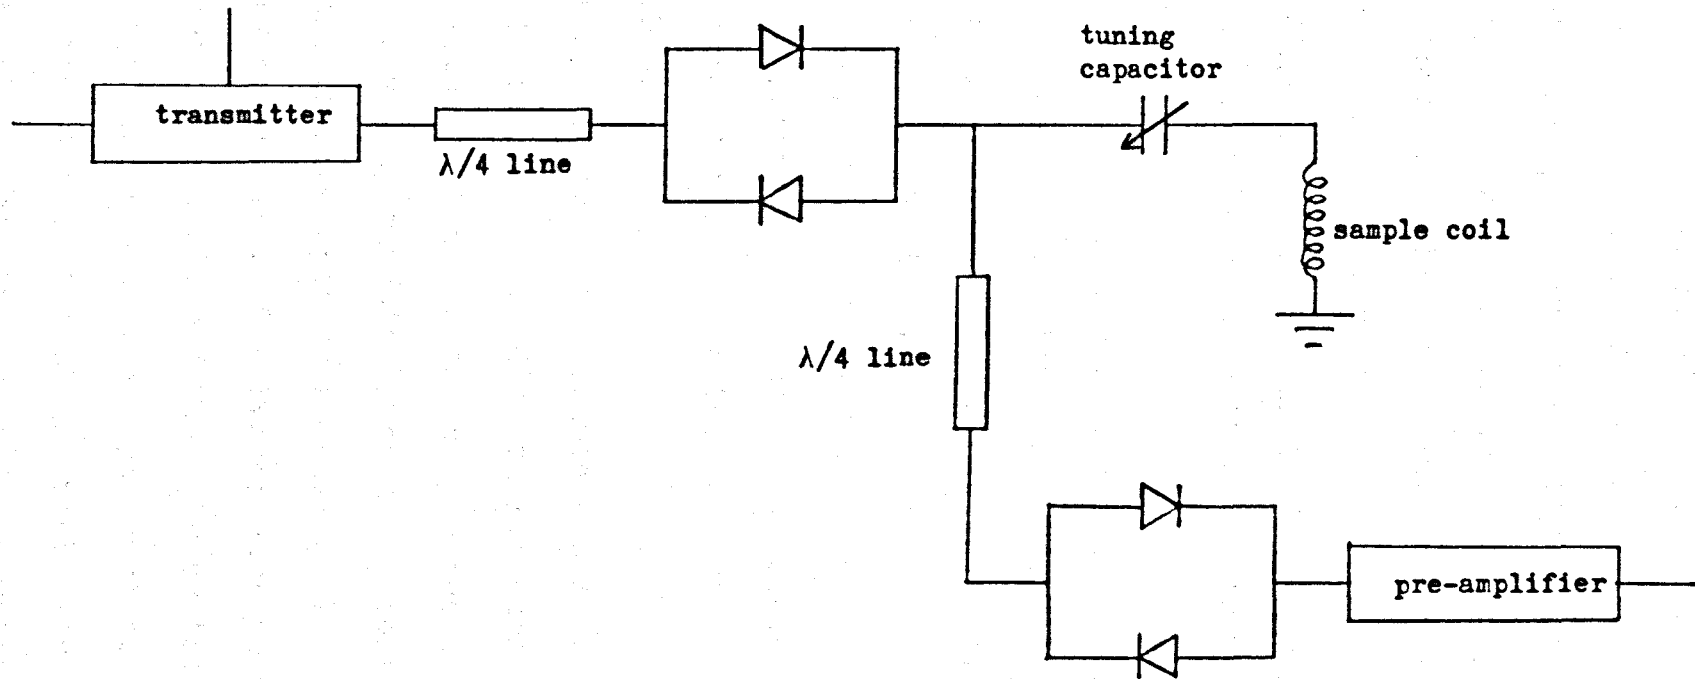 tuning
capacitor
transmitter
λ/4 line
sample coil
λ/4 line
pre-amplifier